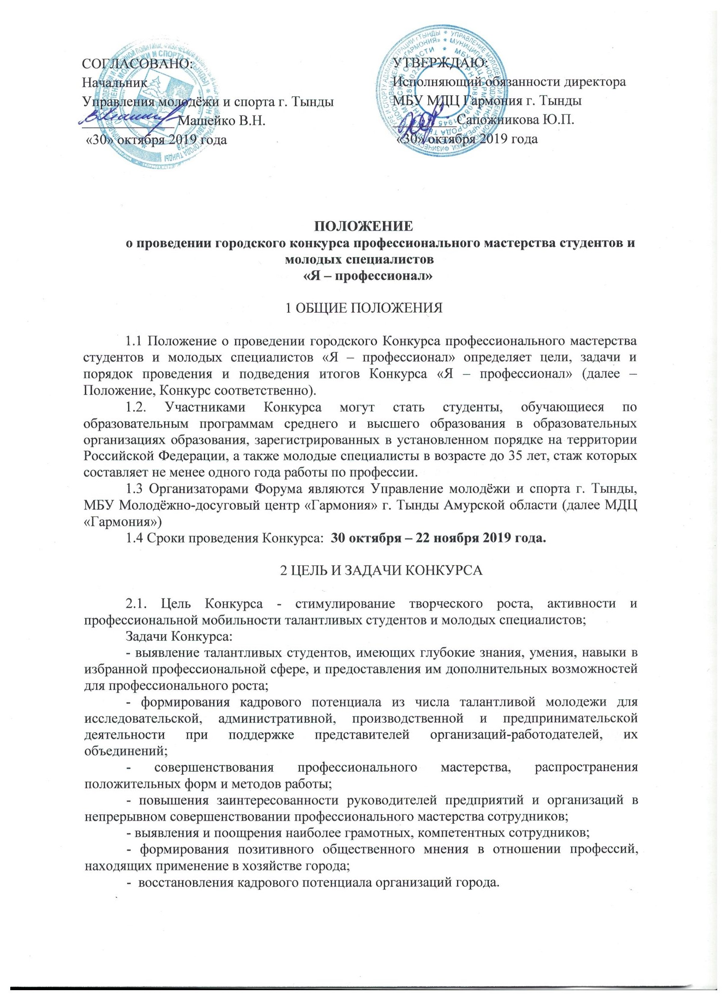 СОГЛАСОВАНО:
Начальник
Управления молодёжи и спорта г. Тынды
Машейко В.Н.
«30» октября 2019 года
УТВЕРЖДАЮ:
Исполняющий обязанности директора
МБУ МДЦ Гармония г. Тынды
Сапожникова Ю.П.
«30» октября 2019 года
ПОЛОЖЕНИЕ
о проведении городского конкурса профессионального мастерства студентов и
молодых специалистов
«Я – профессионал»
1 ОБЩИЕ ПОЛОЖЕНИЯ
1.1 Положение о проведении городского Конкурса профессионального мастерства
студентов и молодых специалистов «Я – профессионал» определяет цели, задачи и
порядок проведения и подведения итогов Конкурса «Я – профессионал» (далее –
Положение, Конкурс соответственно).
1.2. Участниками Конкурса могут стать студенты, обучающиеся по
образовательным программам среднего и высшего образования в образовательных
организациях образования, зарегистрированных в установленном порядке на территории
Российской Федерации, а также молодые специалисты в возрасте до 35 лет, стаж которых
составляет не менее одного года работы по профессии.
1.3 Организаторами Форума являются Управление молодёжи и спорта г. Тынды,
МБУ Молодёжно-досуговый центр «Гармония» г. Тынды Амурской области (далее МДЦ
«Гармония»)
1.4 Сроки проведения Конкурса: 30 октября – 22 ноября 2019 года.
2 ЦЕЛЬ И ЗАДАЧИ КОНКУРСА
2.1. Цель Конкурса - стимулирование творческого роста, активности и
профессиональной мобильности талантливых студентов и молодых специалистов;
Задачи Конкурса:
- выявление талантливых студентов, имеющих глубокие знания, умения, навыки в
избранной профессиональной сфере, и предоставления им дополнительных возможностей
для профессионального роста;
- формирования кадрового потенциала из числа талантливой молодежи для
исследовательской, административной, производственной и предпринимательской
деятельности при поддержке представителей организаций-работодателей, их
объединений;
- совершенствования профессионального мастерства, распространения
положительных форм и методов работы;
- повышения заинтересованности руководителей предприятий и организаций в
непрерывном совершенствовании профессионального мастерства сотрудников;
- выявления и поощрения наиболее грамотных, компетентных сотрудников;
- формирования позитивного общественного мнения в отношении профессий,
находящих применение в хозяйстве города;
- восстановления кадрового потенциала организаций города.